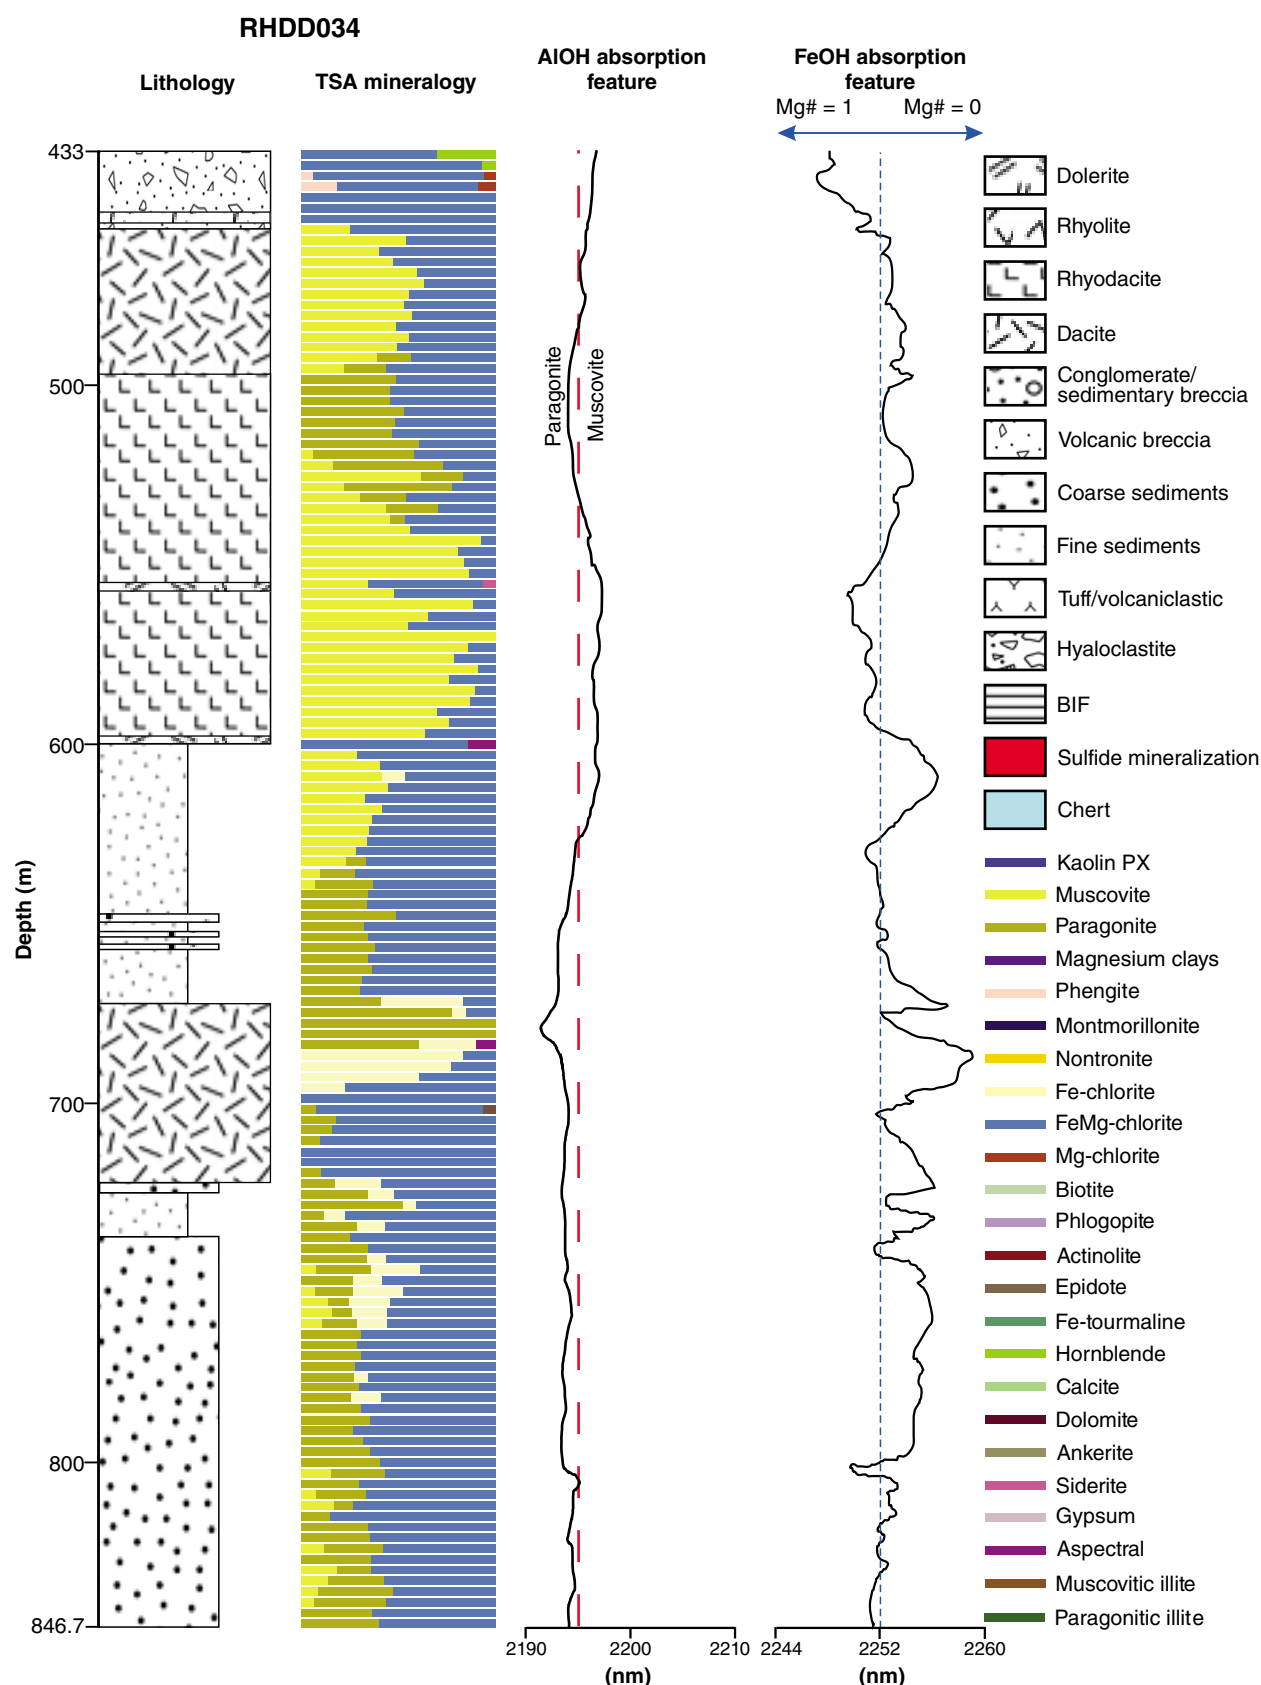 RHDD034
Lithology
TSA mineralogy
AlOH absorption
feature
FeOH absorption
feature
Mg# = 1
Mg# = 0
433
500
600
700
800
846.7
Depth (m)
Paragonite
Muscovite
2190
2200
2210
(nm)
2244
2252
2260
(nm)
Dolerite
Rhyolite
Rhyodacite
Dacite
Conglomerate/
sedimentary breccia
Volcanic breccia
Coarse sediments
Fine sediments
Tuff/volcaniclastic
Hyaloclastite
BIF
Sulfide mineralization
Chert
Kaolin PX
Muscovite
Paragonite
Magnesium clays
Phengite
Montmorillonite
Nontronite
Fe-chlorite
FeMg-chlorite
Mg-chlorite
Biotite
Phlogopite
Actinolite
Epidote
Fe-tourmaline
Hornblende
Calcite
Dolomite
Ankerite
Siderite
Gypsum
Aspectral
Muscovitic illite
Paragonitic illite